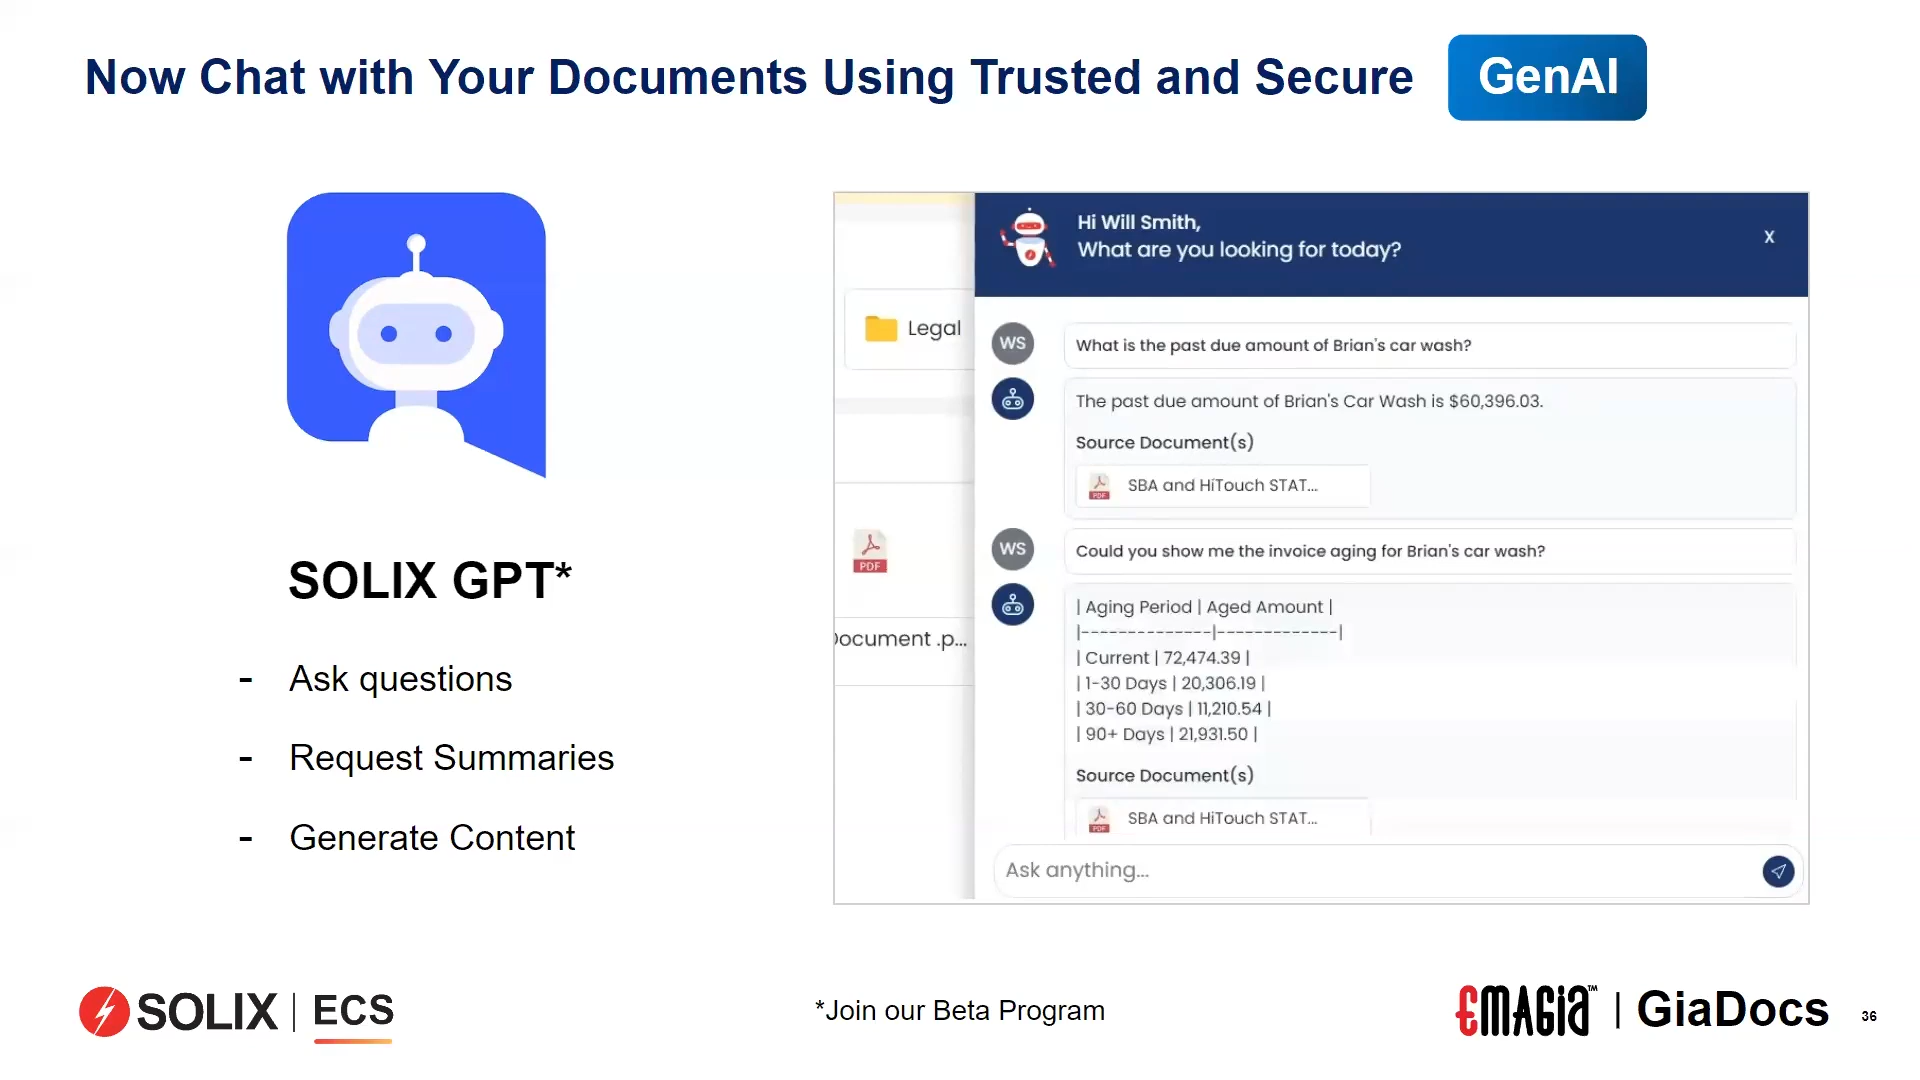 Now Chat with Your Documents Using Trusted and Secure GenAI
SOLIX GPT*
- Ask questions
- Request Summaries
- Generate Content
Legal
PDF
Document .p...
Hi Will Smith,
What are you looking for today?
X
WS
What is the past due amount of Brian's car wash?
The past due amount of Brian's Car Wash is $60,396.03.
Source Document(s)
PDF
SBA and HiTouch STAT...
WS
Could you show me the invoice aging for Brian's car wash?
| Aging Period | Aged Amount |
|--------------|-------------|
| Current | 72,474.39 |
| 1-30 Days | 20,306.19 |
| 30-60 Days | 11,210.54 |
| 90+ Days | 21,931.50 |
Source Document(s)
PDF
SBA and HiTouch STAT...
Ask anything...
SOLIX | ECS
*Join our Beta Program
EMAGIA™ | GiaDocs
36